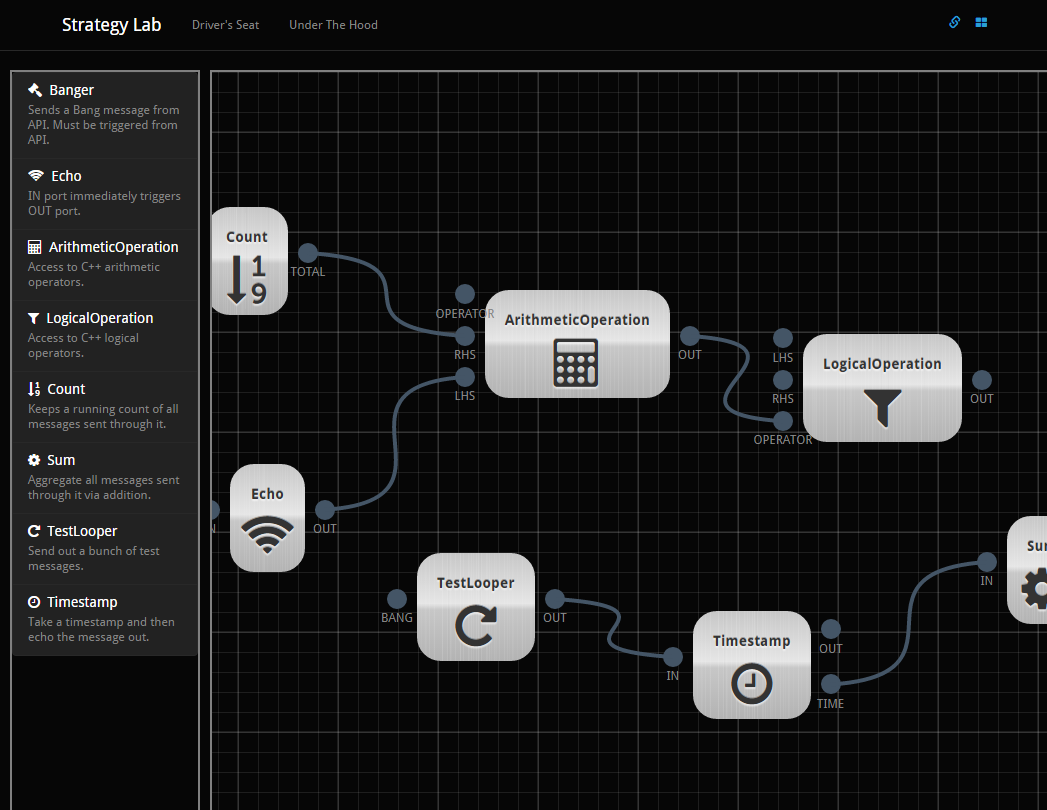 Strategy Lab
Driver's Seat
Under The Hood
Banger
Sends a Bang message from
API. Must be triggered from
API.
Echo
IN port immediately triggers
OUT port.
ArithmeticOperation
Access to C++ arithmetic
operators.
LogicalOperation
Access to C++ logical
operators.
Count
Keeps a running count of all
messages sent through it.
Sum
Aggregate all messages sent
through it via addition.
TestLooper
Send out a bunch of test
messages.
Timestamp
Take a timestamp and then
echo the message out.
Count
1
9
TOTAL
OPERATOR
RHS
LHS
ArithmeticOperation
OUT
LHS
RHS
OPERATOR
LogicalOperation
OUT
Echo
OUT
BANG
TestLooper
OUT
IN
Timestamp
OUT
TIME
IN